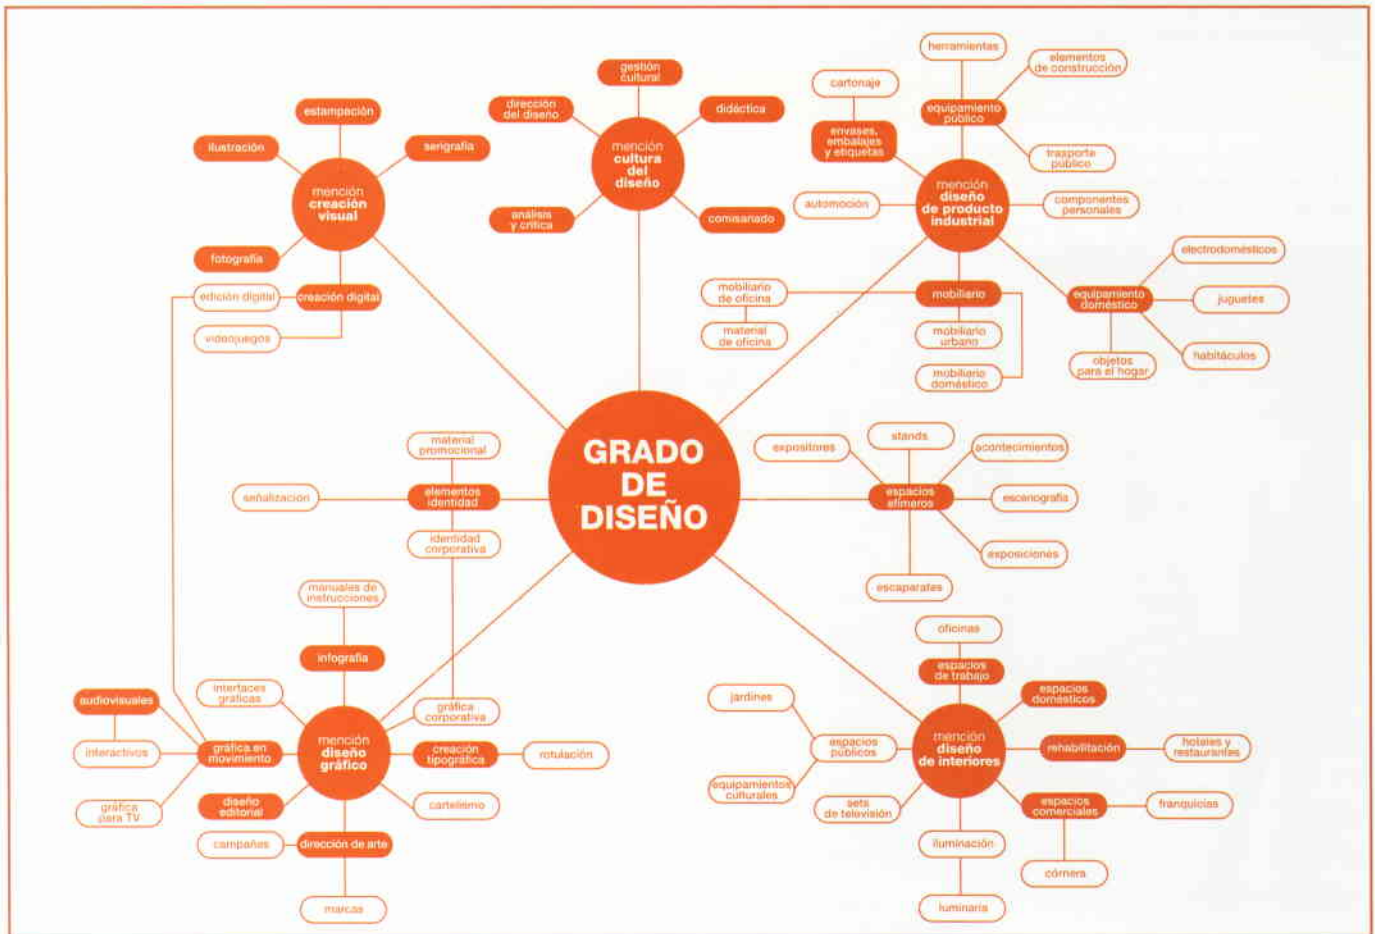 estampación
ilustración
serigrafía
mención
creación
visual
fotografía
edición digital
creación digital
videojuegos
gestión
cultural
dirección
del diseño
didáctica
mención
cultura
del
diseño
análisis
y crítica
comisariado
herramientas
elementos
de construcción
cartonaje
equipamiento
público
envases,
embalajes
y etiquetas
trasporte
público
mención
diseño
de producto
industrial
automoción
componentes
personales
electrodomésticos
mobiliario
de oficina
mobiliario
equipamiento
doméstico
juguetes
material
de oficina
mobiliario
urbano
objetos
para el hogar
habitáculos
mobiliario
doméstico
GRADO
DE
DISEÑO
material
promocional
señalización
elementos
identidad
identidad
corporativa
expositores
stands
acontecimientos
espacios
efímeros
escenografía
exposiciones
escaparates
manuales de
instrucciones
infografía
interfaces
gráficas
audiovisuales
gráfica
corporativa
interactivos
gráfica en
movimiento
mención
diseño
gráfico
creación
tipográfica
rotulación
gráfica
para TV
diseño
editorial
cartelismo
campañas
dirección de arte
marcas
oficinas
espacios
de trabajo
jardines
espacios
domésticos
espacios
públicos
mención
diseño
de interiores
rehabilitación
hoteles y
restaurantes
equipamientos
culturales
sets
de televisión
espacios
comerciales
franquicias
iluminación
córnera
luminaria